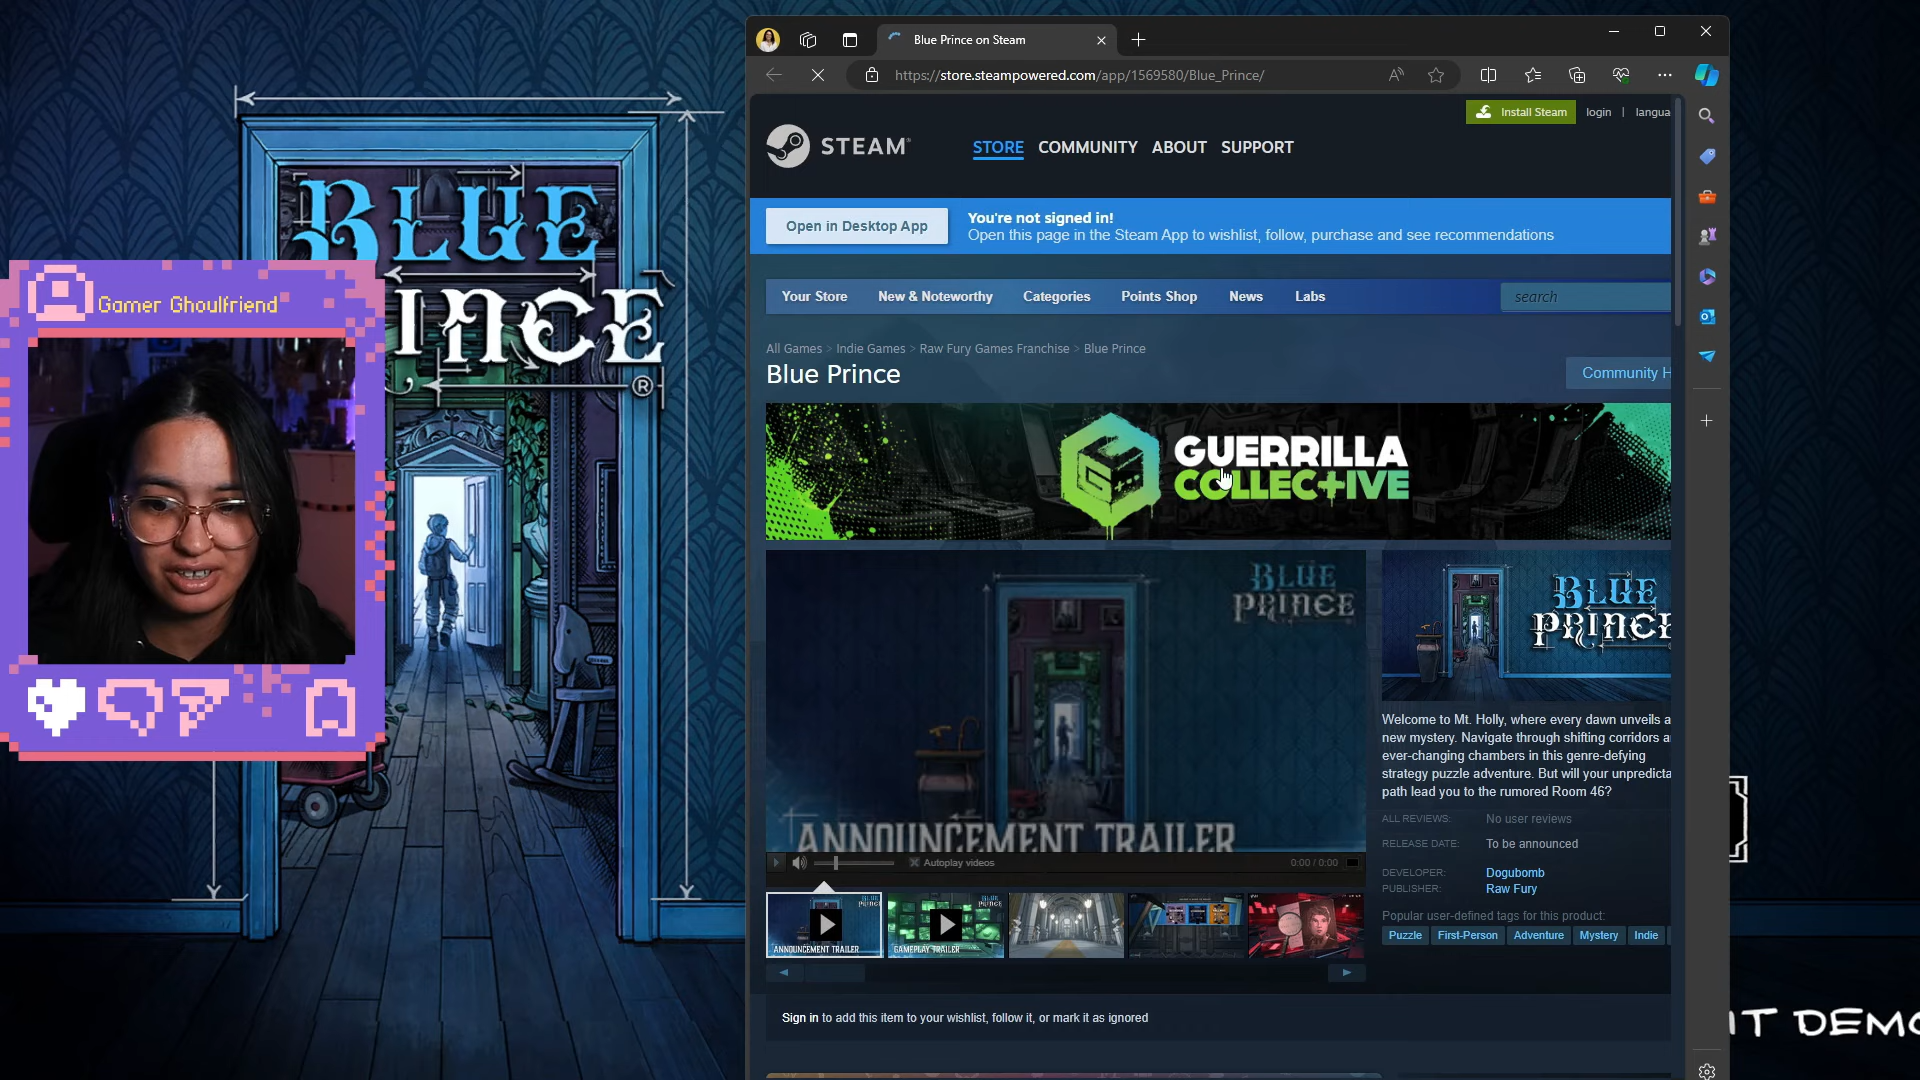 BLUE
PRINCE
®
Gamer Ghoulfriend
Blue Prince on Steam
https://store.steampowered.com/app/1569580/Blue_Prince/
Install Steam
login | langua
STEAM®
STORE COMMUNITY ABOUT SUPPORT
Open in Desktop App
You're not signed in!
Open this page in the Steam App to wishlist, follow, purchase and see recommendations
Your Store New & Noteworthy Categories Points Shop News Labs
search
All Games > Indie Games > Raw Fury Games Franchise > Blue Prince
Blue Prince
Community H
GUERRILLA
COLLEC+IVE
BLUE
PRINCE
ANNOUNCEMENT TRAILER
Autoplay videos
0:00 / 0:00
ANNOUNCEMENT TRAILER
GAMEPLAY TRAILER
BLUE
PRINCE
Welcome to Mt. Holly, where every dawn unveils a
new mystery. Navigate through shifting corridors a
ever-changing chambers in this genre-defying
strategy puzzle adventure. But will your unpredicta
path lead you to the rumored Room 46?
ALL REVIEWS: No user reviews
RELEASE DATE: To be announced
DEVELOPER: Dogubomb
PUBLISHER: Raw Fury
Popular user-defined tags for this product:
Puzzle First-Person Adventure Mystery Indie
Sign in to add this item to your wishlist, follow it, or mark it as ignored
IT DEMO